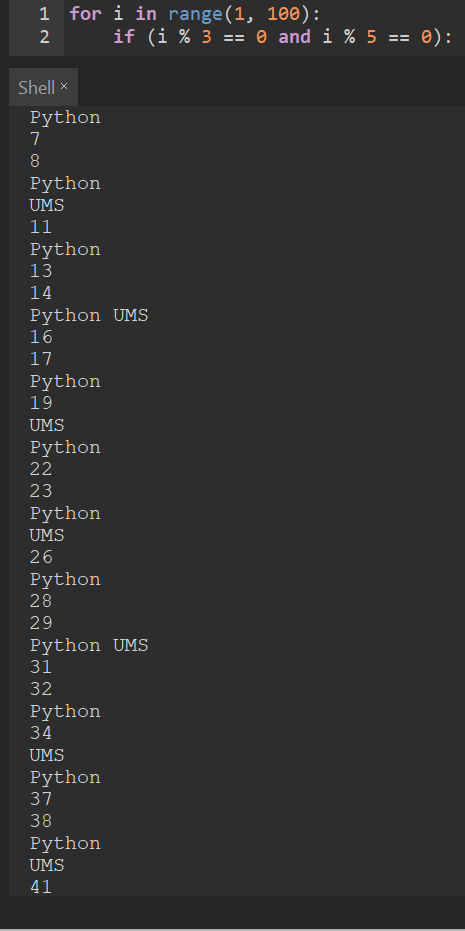 1 for i in range(1, 100):
2 if (i % 3 == 0 and i % 5 == 0):
Shell ×
Python
7
8
Python
UMS
11
Python
13
14
Python UMS
16
17
Python
19
UMS
Python
22
23
Python
UMS
26
Python
28
29
Python UMS
31
32
Python
34
UMS
Python
37
38
Python
UMS
41